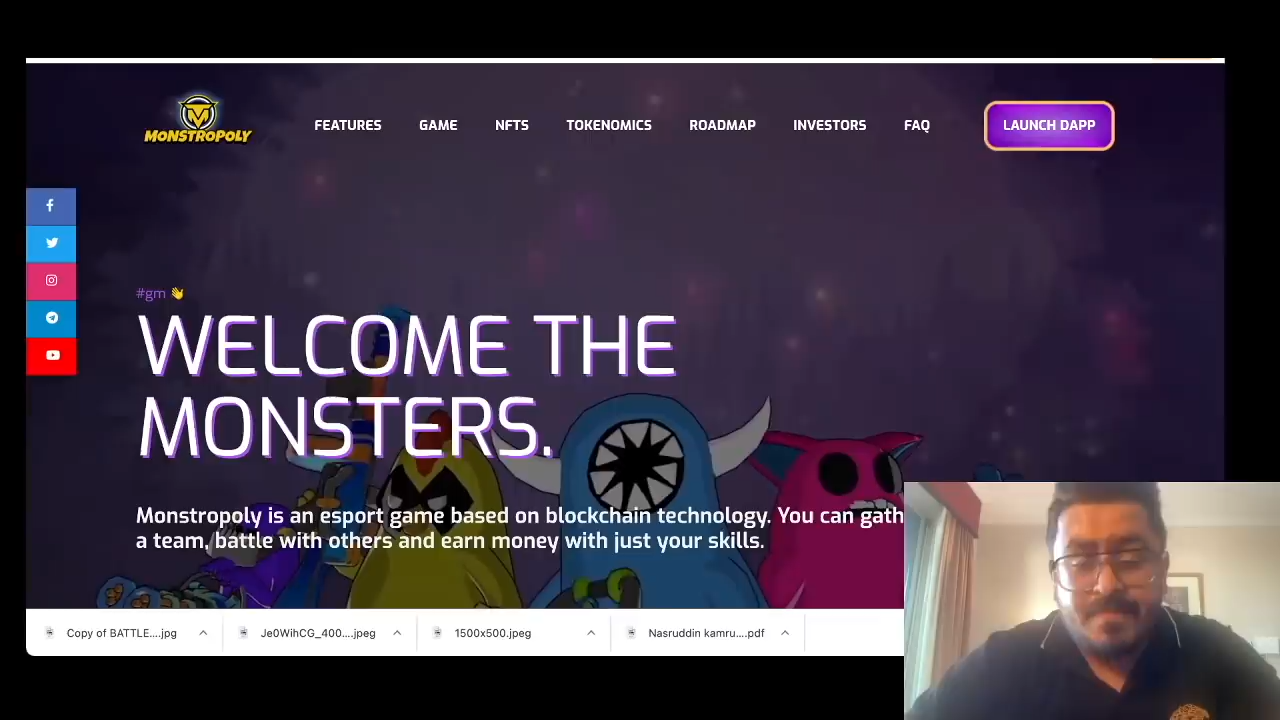 MONSTROPOLY
FEATURES
GAME
NFTS
TOKENOMICS
ROADMAP
INVESTORS
FAQ
LAUNCH DAPP
#gm 👋
WELCOME THE
MONSTERS.
Monstropoly is an esport game based on blockchain technology. You can gath
a team, battle with others and earn money with just your skills.
Copy of BATTLE....jpg
Je0WihCG_400....jpeg
1500x500.jpeg
Nasruddin kamru....pdf